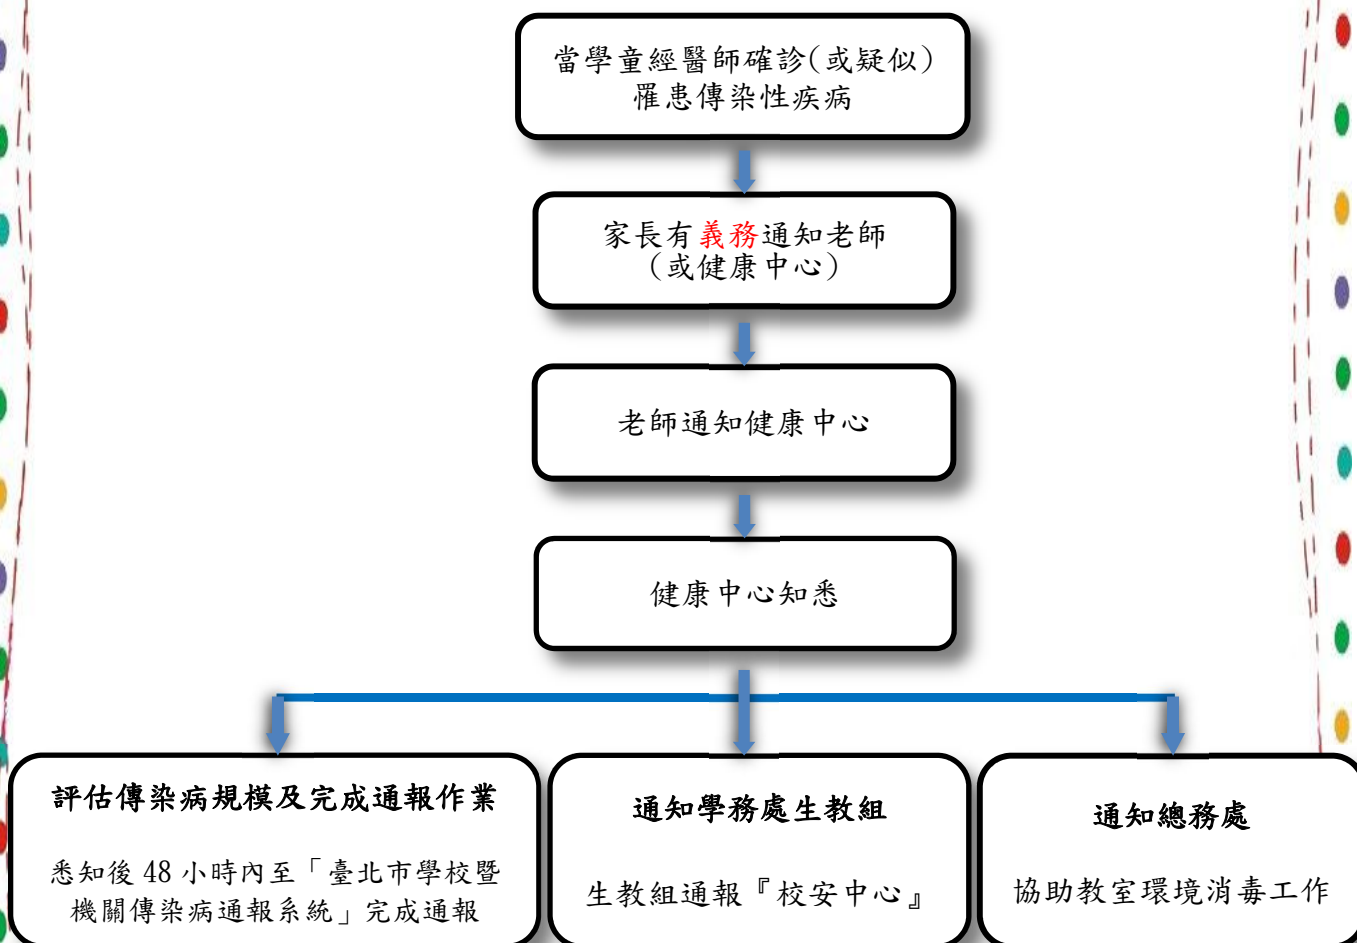 當學童經醫師確診(或疑似)
罹患傳染性疾病
家長有義務通知老師
(或健康中心)
老師通知健康中心
健康中心知悉
評估傳染病規模及完成通報作業
悉知後 48 小時內至「臺北市學校暨
機關傳染病通報系統」完成通報
通知學務處生教組
生教組通報『校安中心』
通知總務處
協助教室環境消毒工作